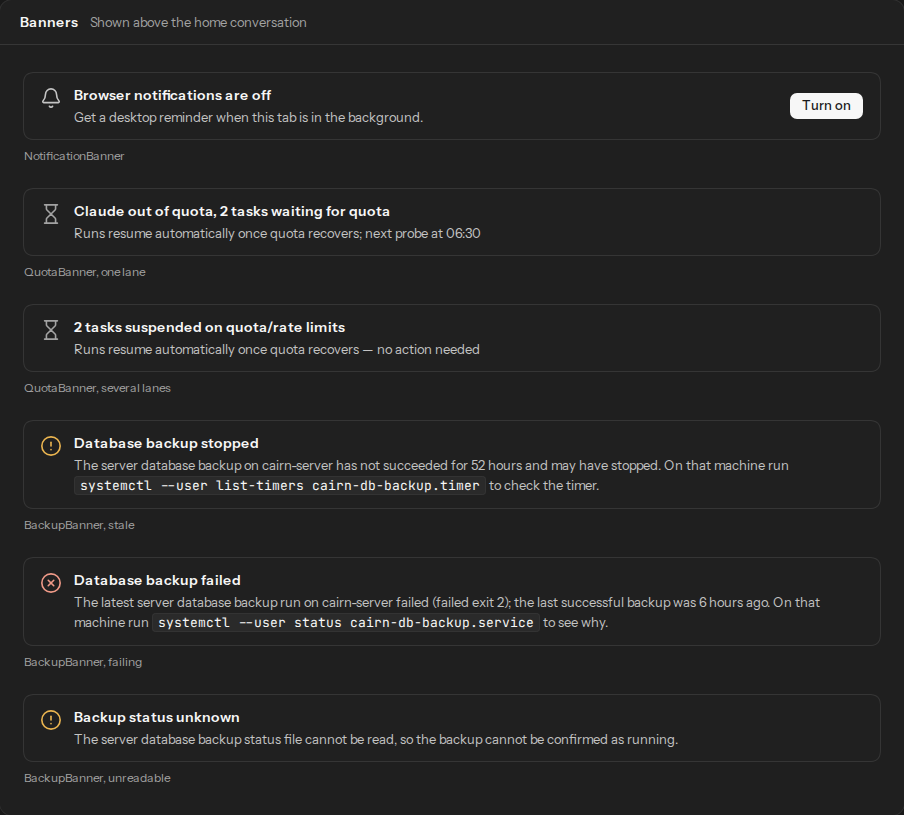 Banners Shown above the home conversation
Browser notifications are off
Get a desktop reminder when this tab is in the background.
Turn on
NotificationBanner
Claude out of quota, 2 tasks waiting for quota
Runs resume automatically once quota recovers; next probe at 06:30
QuotaBanner, one lane
2 tasks suspended on quota/rate limits
Runs resume automatically once quota recovers — no action needed
QuotaBanner, several lanes
Database backup stopped
The server database backup on cairn-server has not succeeded for 52 hours and may have stopped. On that machine run
systemctl --user list-timers cairn-db-backup.timer to check the timer.
BackupBanner, stale
Database backup failed
The latest server database backup run on cairn-server failed (failed exit 2); the last successful backup was 6 hours ago. On that
machine run systemctl --user status cairn-db-backup.service to see why.
BackupBanner, failing
Backup status unknown
The server database backup status file cannot be read, so the backup cannot be confirmed as running.
BackupBanner, unreadable